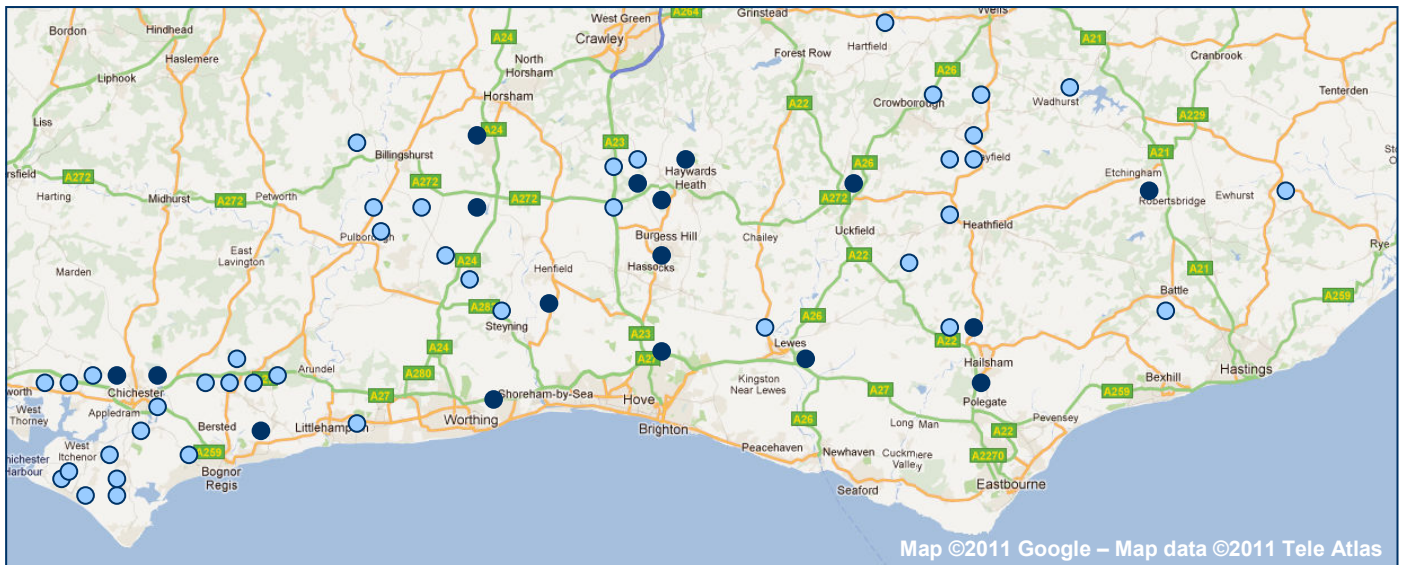 A264
Grinstead
Wells
Bordon
Hindhead
West Green
Crawley
A24
A21
Hartfield
Haslemere
Forest Row
Cranbrook
North
Horsham
A26
Liphook
Tenterden
Horsham
A22
Crowborough
Wadhurst
A229
Liss
A24
A23
Billingshurst
A21
A26
Haywards
Heath
Etchingham
A272
A272
Harting
Midhurst
A272
Petworth
A272
A272
Robertsbridge
Ewhurst
Heathfield
Uckfield
Pulborough
Burgess Hill
Chailey
Rye
East
Lavington
A22
A24
Henfield
Hassocks
A21
Marden
Battle
A259
Steyning
A26
A23
A22
Lewes
A24
Hailsham
Arundel
A280
Kingston
Near Lewes
Hastings
Bexhill
Chichester
A27
A27
A259
Shoreham-by-Sea
Hove
Polegate
West
Thorney
Appledram
Bersted
Littlehampton
Worthing
Brighton
A26
Long Man
Pevensey
A22
West
Itchenor
Peacehaven
Newhaven
Cuckmere
Valley
A259
A2270
Harbour
Bognor
Regis
Seaford
Eastbourne
Map ©2011 Google – Map data ©2011 Tele Atlas